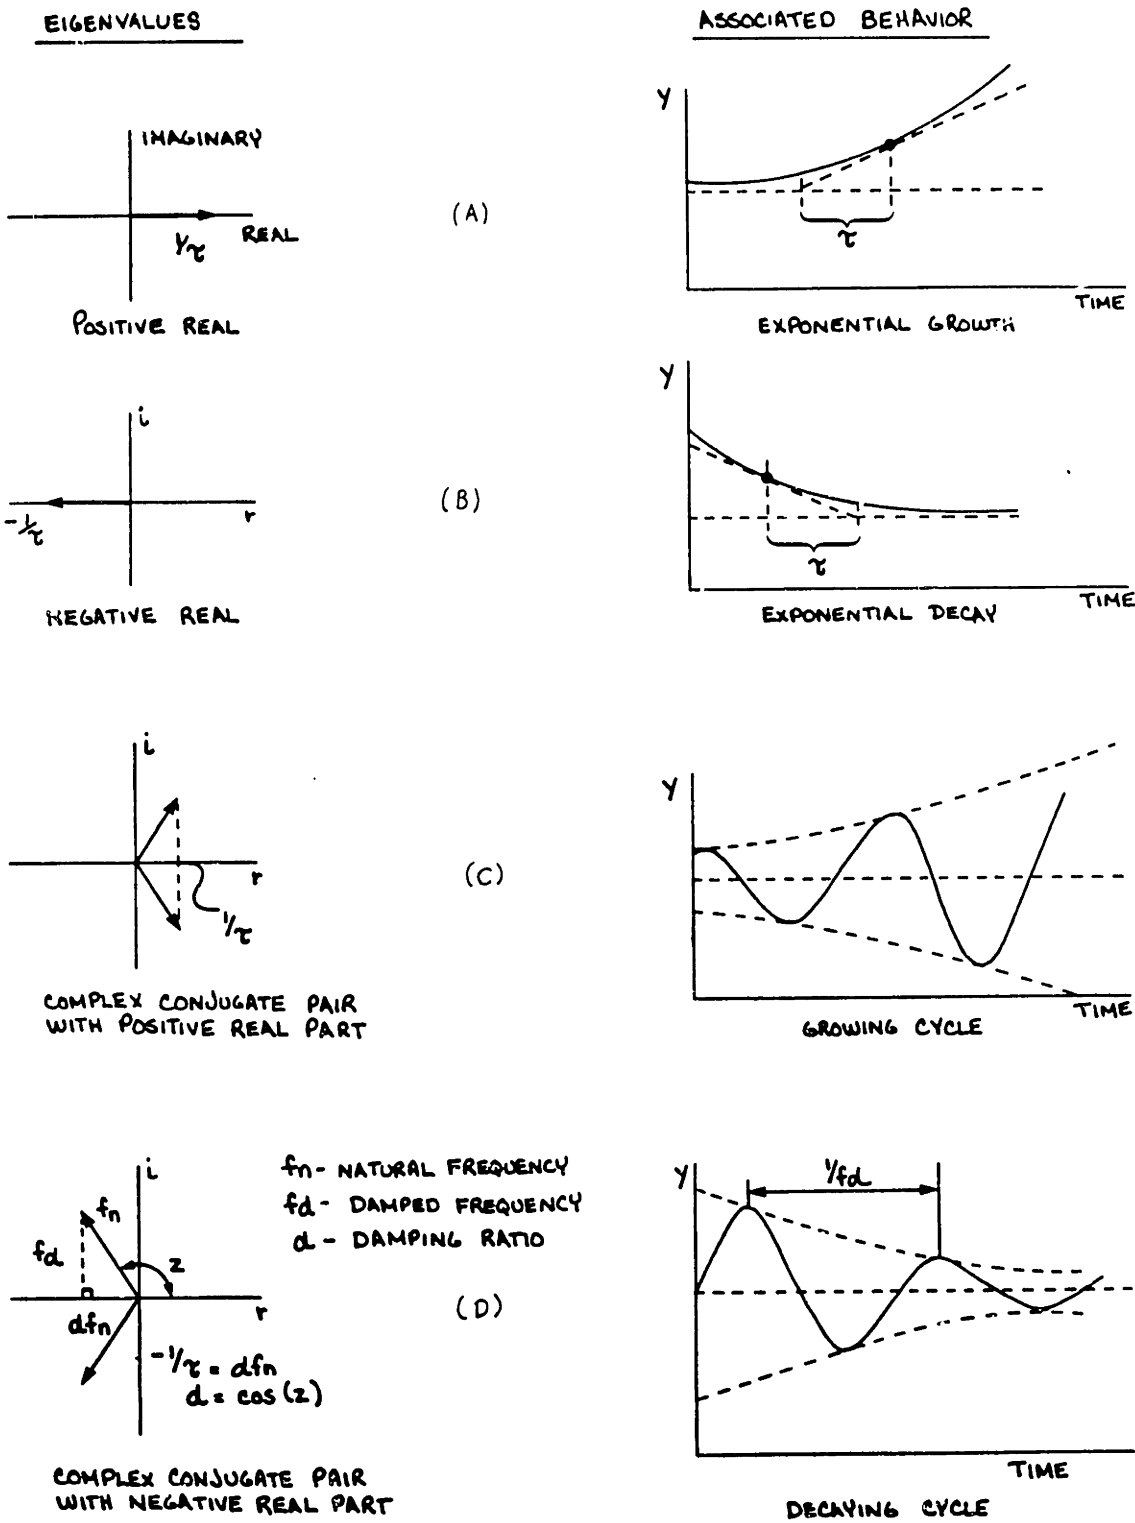 EIGENVALUES
ASSOCIATED BEHAVIOR
IMAGINARY
REAL
1/τ
POSITIVE REAL
(A)
Y
τ
TIME
EXPONENTIAL GROWTH
i
r
-1/τ
NEGATIVE REAL
(B)
Y
τ
TIME
EXPONENTIAL DECAY
i
r
1/τ
COMPLEX CONJUGATE PAIR
WITH POSITIVE REAL PART
(C)
Y
TIME
GROWING CYCLE
i
fn
fd
z
r
dfn
-1/τ = dfn
d = cos(z)
fn - NATURAL FREQUENCY
fd - DAMPED FREQUENCY
d - DAMPING RATIO
COMPLEX CONJUGATE PAIR
WITH NEGATIVE REAL PART
(D)
Y
1/fd
TIME
DECAYING CYCLE